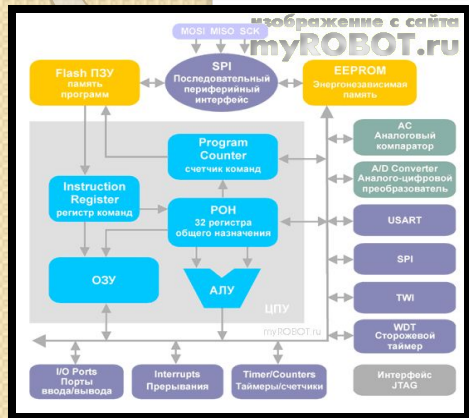 изображение с сайта
myROBOT.ru
MOSI MISO SCK
Flash ПЗУ
память
программ
SPI
Последовательный
периферийный
интерфейс
EEPROM
Энергонезависимая
память
AC
Аналоговый
компаратор
Program
Counter
счетчик команд
A/D Converter
Аналого-цифровой
преобразователь
Instruction
Register
регистр команд
РОН
32 регистра
общего назначения
USART
SPI
ОЗУ
АЛУ
TWI
ЦПУ
myROBOT.ru
WDT
Сторожевой
таймер
I/O Ports
Порты
ввода/вывода
Interrupts
Прерывания
Timer/Counters
Таймеры/счетчики
Интерфейс
JTAG